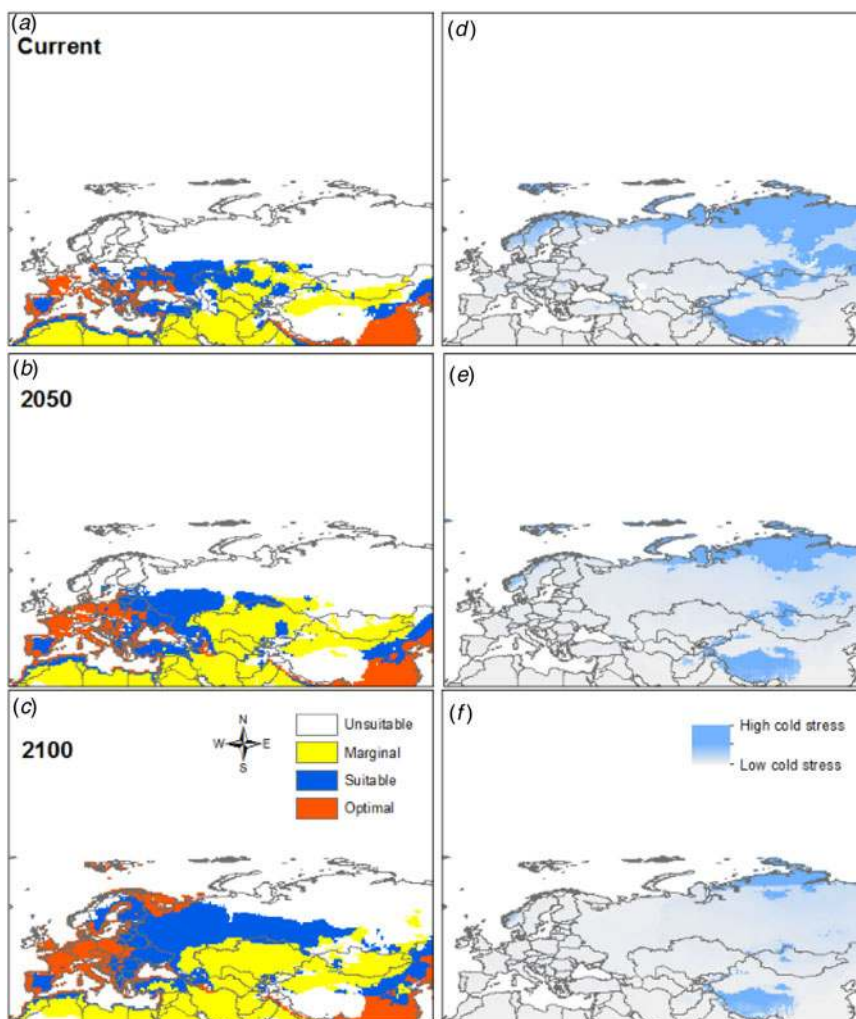 (a)
Current
(d)
(b)
2050
(e)
(c)
2100
N
W E
S
Unsuitable
Marginal
Suitable
Optimal
(f)
High cold stress
Low cold stress